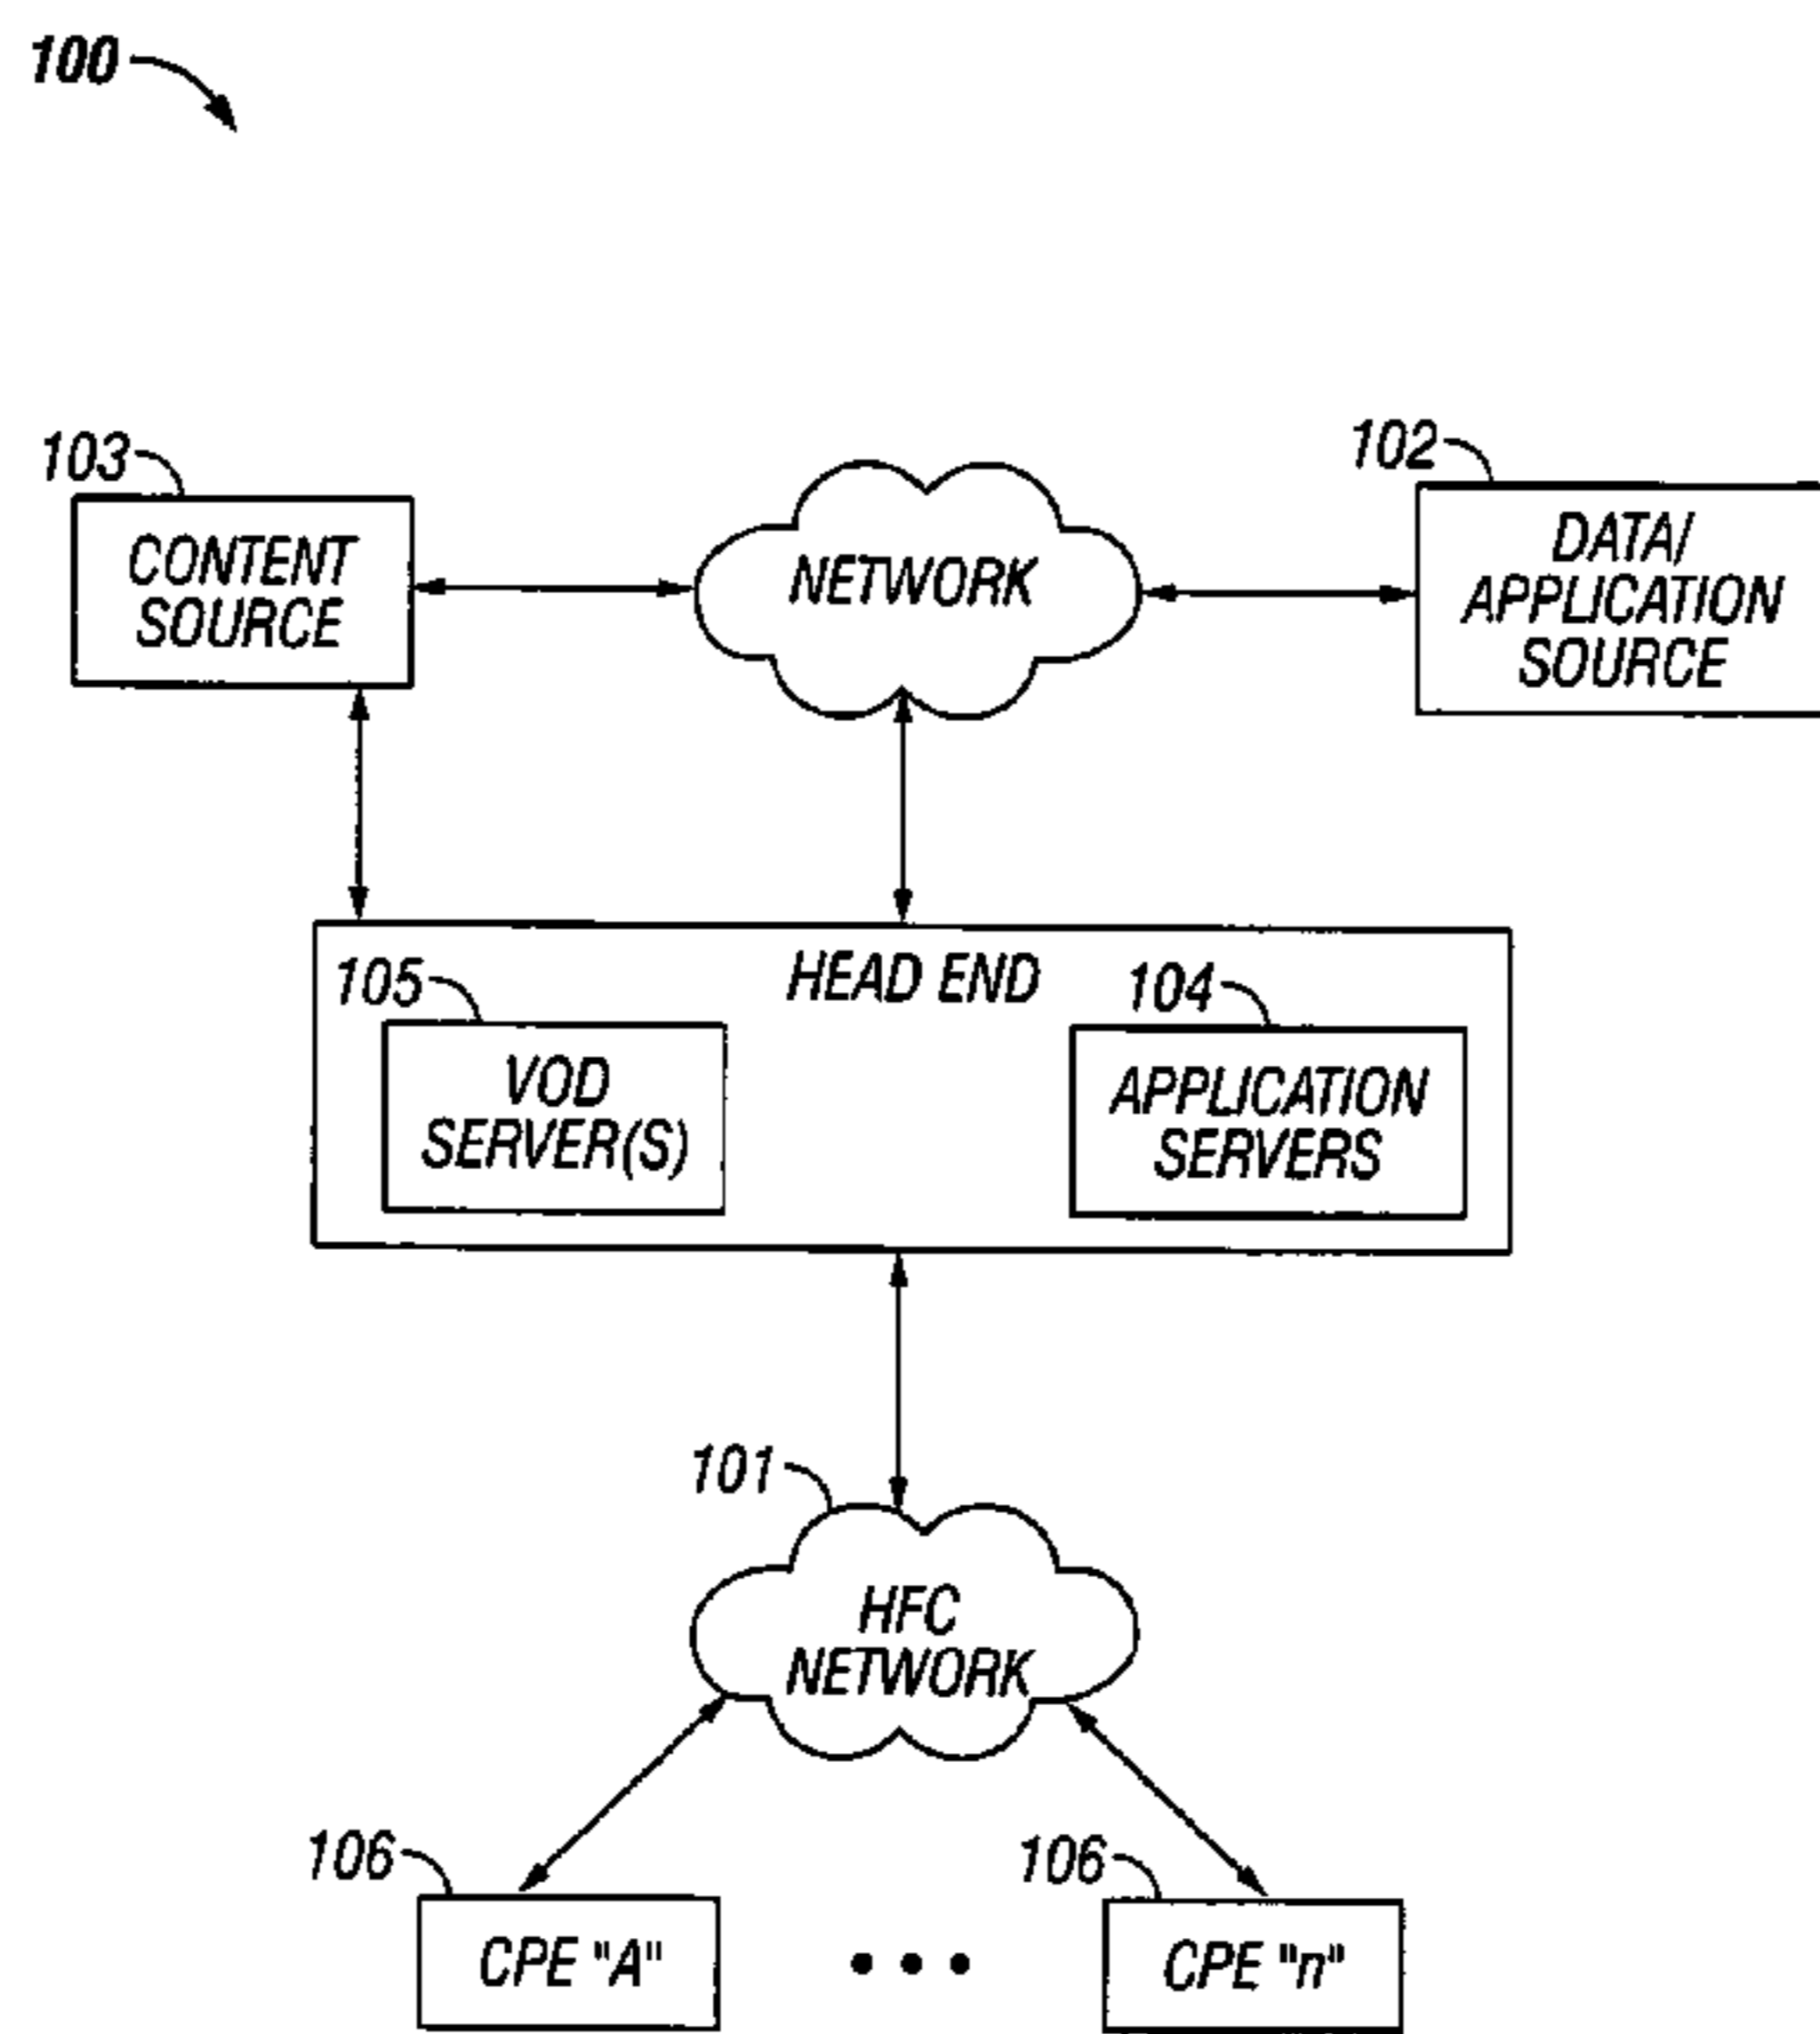 100
103
CONTENT
SOURCE
NETWORK
102
DATA/
APPLICATION
SOURCE
HEAD END
105
VOD
SERVER(S)
104
APPLICATION
SERVERS
101
HFC
NETWORK
106
CPE "A"
• • •
106
CPE "n"